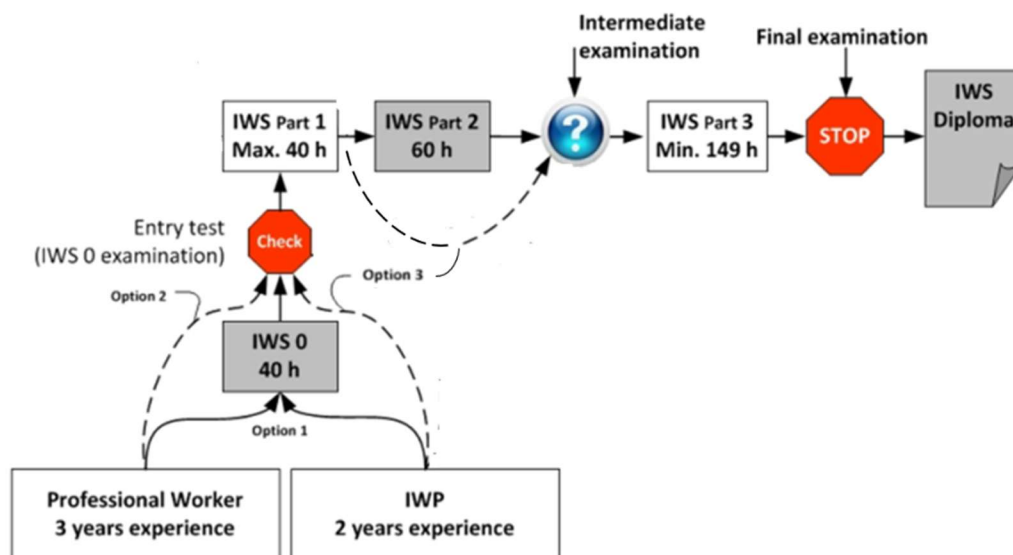 Intermediate
examination
Final examination
IWS Part 1
Max. 40 h
IWS Part 2
60 h
?
IWS Part 3
Min. 149 h
STOP
IWS
Diploma
Entry test
(IWS 0 examination)
Check
Option 2
Option 3
IWS 0
40 h
Option 1
Professional Worker
3 years experience
IWP
2 years experience